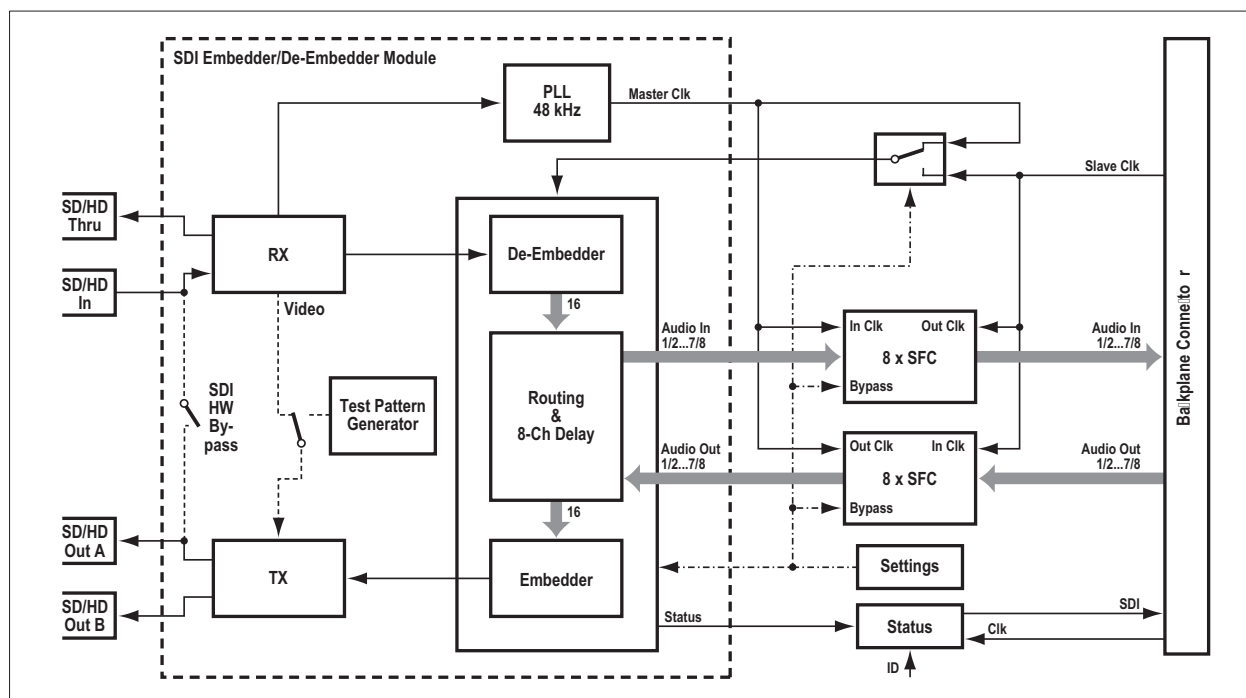 SDI Embedder/De-Embedder Module
PLL
48 kHz
Master Clk
Slave Clk
SD/HD
Thru
SD/HD
In
RX
Video
De-Embedder
16
Routing
&
8-Ch Delay
16
Embedder
SDI
HW
By-
pass
Test Pattern
Generator
TX
SD/HD
Out A
SD/HD
Out B
Audio In
1/2...7/8
In Clk
Out Clk
8 x SFC
Bypass
Audio In
1/2...7/8
Audio Out
1/2...7/8
Out Clk
In Clk
8 x SFC
Bypass
Audio Out
1/2...7/8
Settings
Status
Status
SDI
Clk
ID